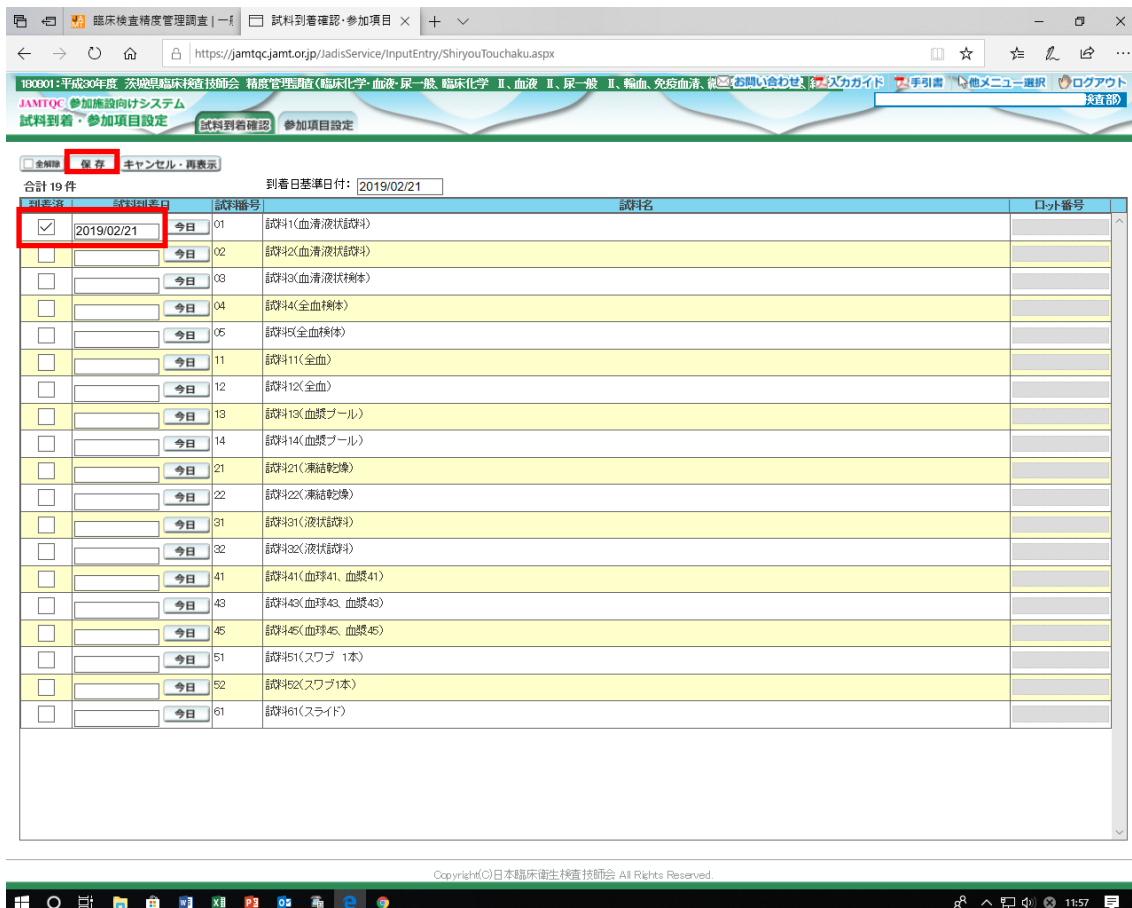 臨床検査精度管理調査 | 一般
試料到着確認・参加項目
https://jamtqc.jamt.or.jp/JadisService/InputEntry/ShiryouTouchaku.aspx
180801:平成30年度 茨城県臨床検査技師会 精度管理調査(臨床化学・血液・尿一般、臨床化学 Ⅱ、血液 Ⅱ、尿一般 Ⅱ、輸血、免疫血清、 お問い合わせ 入力ガイド 手引書 他メニュー選択 ログアウト
JAMTQC 参加施設向けシステム 検査部)
試料到着・参加項目設定 試料到着確認 参加項目設定
全解除 保存 キャンセル・再表示
合計 19 件 到着日基準日付: 2019/02/21
到着済 試料到着日 試料番号 試料名 ロット番号
2019/02/21 今日 01 試料1(血清液状試料)
今日 02 試料2(血清液状試料)
今日 03 試料3(血清液状検体)
今日 04 試料4(全血検体)
今日 05 試料5(全血検体)
今日 11 試料11(全血)
今日 12 試料12(全血)
今日 13 試料13(血漿プール)
今日 14 試料14(血漿プール)
今日 21 試料21(凍結乾燥)
今日 22 試料22(凍結乾燥)
今日 31 試料31(液状試料)
今日 32 試料32(液状試料)
今日 41 試料41(血球41、血漿41)
今日 43 試料43(血球43、血漿43)
今日 45 試料45(血球45、血漿45)
今日 51 試料51(スワブ 1本)
今日 52 試料52(スワブ1本)
今日 61 試料61(スライド)
Copyright(C)日本臨床衛生検査技師会 All Rights Reserved.
11:57